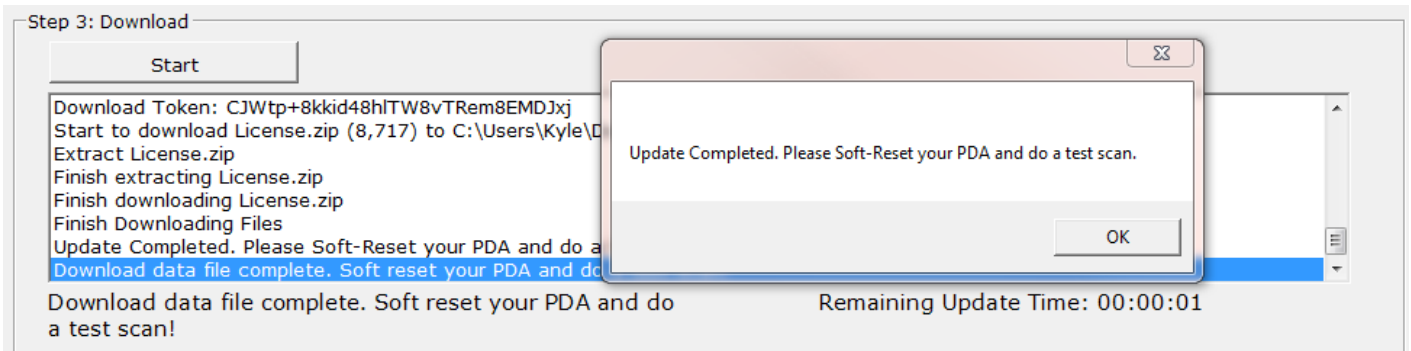 Step 3: Download
Start
Download Token: CJWtp+8kkid48hlTW8vTRem8EMDJxj
Start to download License.zip (8,717) to C:\Users\Kyle\D
Extract License.zip
Finish extracting License.zip
Finish downloading License.zip
Finish Downloading Files
Update Completed. Please Soft-Reset your PDA and do a
Download data file complete. Soft reset your PDA and do
Update Completed. Please Soft-Reset your PDA and do a test scan.
OK
Download data file complete. Soft reset your PDA and do
a test scan!
Remaining Update Time: 00:00:01